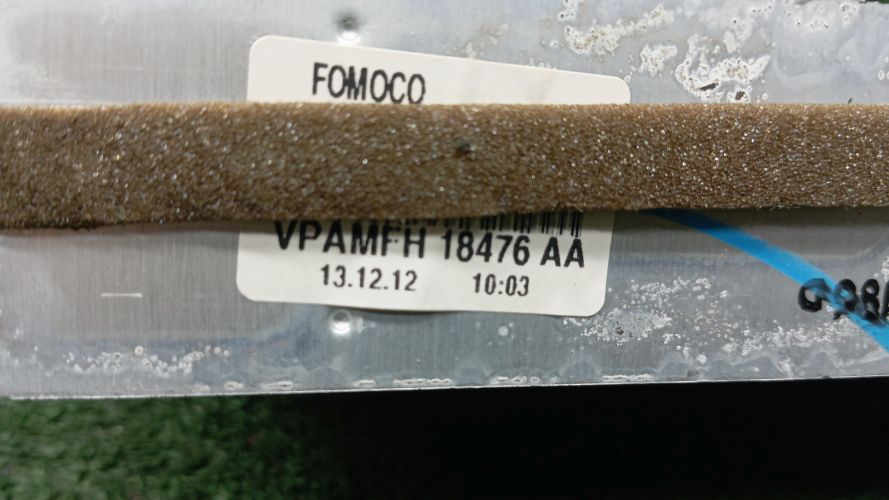 FOMOCO
VPAMFH 18476 AA
13.12.12 10:03